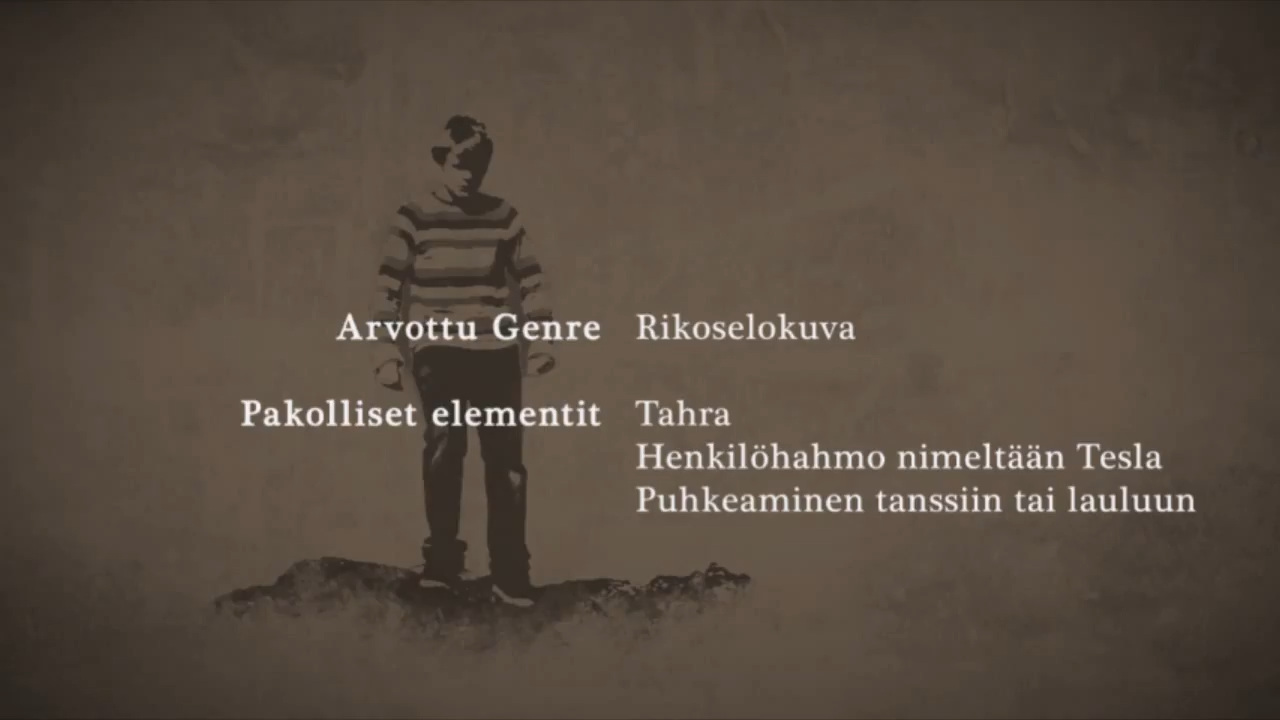 Arvottu Genre Rikoselokuva
Pakolliset elementit Tahra
Henkilöhahmo nimeltään Tesla
Puhkeaminen tanssiin tai lauluun